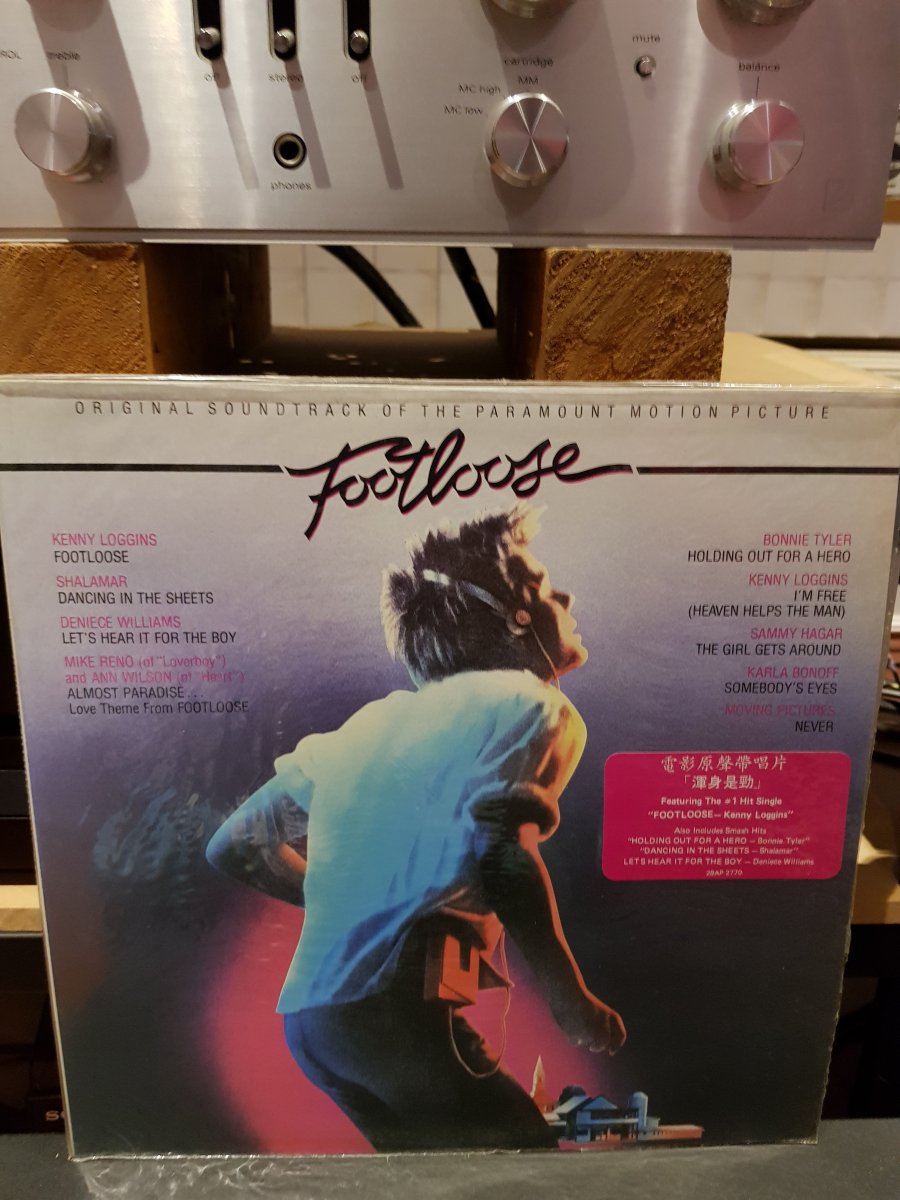 ROL
treble
off
stereo
off
phones
cartridge
MM
MC high
MC low
mute
balance
ORIGINAL SOUNDTRACK OF THE PARAMOUNT MOTION PICTURE
Footloose
KENNY LOGGINS
FOOTLOOSE
SHALAMAR
DANCING IN THE SHEETS
DENIECE WILLIAMS
LET'S HEAR IT FOR THE BOY
MIKE RENO (of "Loverboy")
and ANN WILSON (of "Heart")
ALMOST PARADISE...
Love Theme From FOOTLOOSE
BONNIE TYLER
HOLDING OUT FOR A HERO
KENNY LOGGINS
I'M FREE
(HEAVEN HELPS THE MAN)
SAMMY HAGAR
THE GIRL GETS AROUND
KARLA BONOFF
SOMEBODY'S EYES
MOVING PICTURES
NEVER
電影原聲帶唱片
「渾身是勁」
Featuring The #1 Hit Single
"FOOTLOOSE — Kenny Loggins"
Also Includes Smash Hits
"HOLDING OUT FOR A HERO — Bonnie Tyler"
"DANCING IN THE SHEETS — Shalamar"
LET'S HEAR IT FOR THE BOY — Deniece Williams
28AP 2770